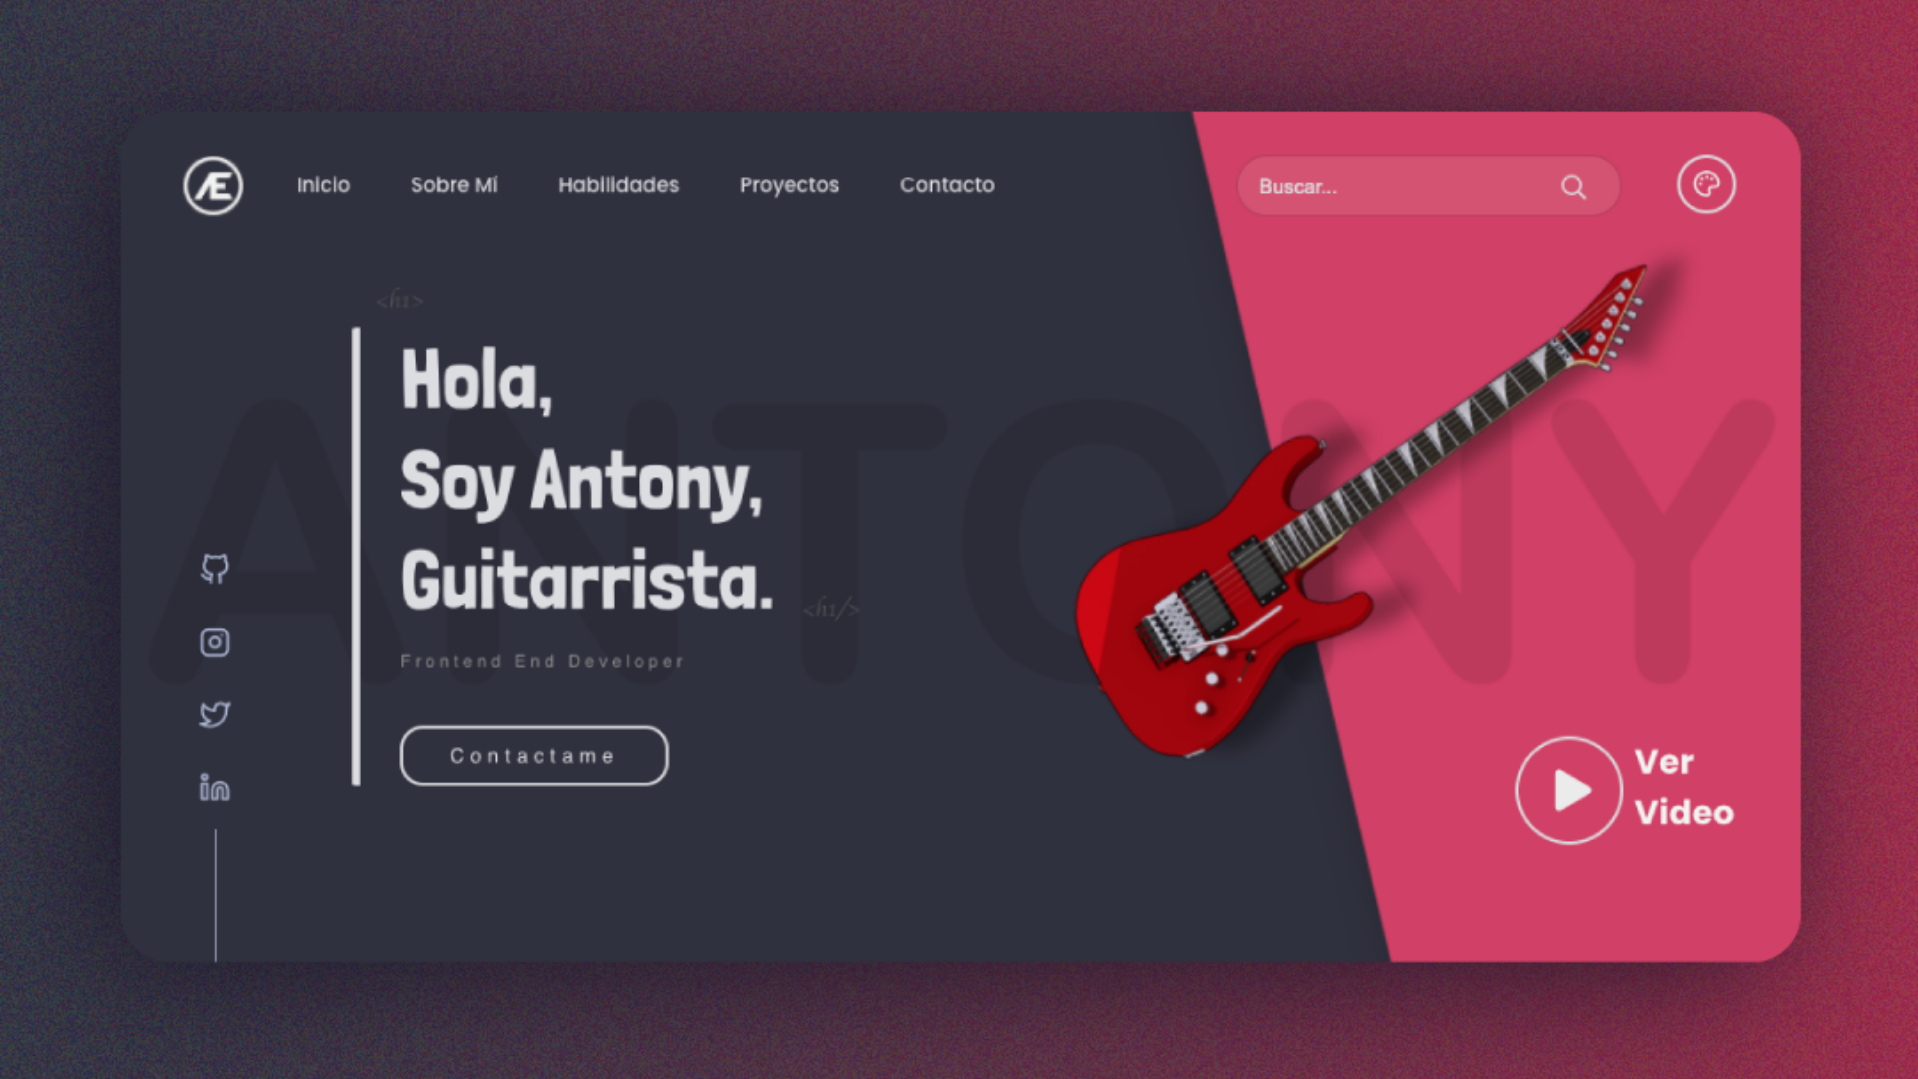 Æ
Inicio
Sobre Mí
Habilidades
Proyectos
Contacto
Buscar...
<h1>
Hola,
Soy Antony,
Guitarrista.
<h1/>
ANTONY
Frontend End Developer
Contactame
Ver
Video